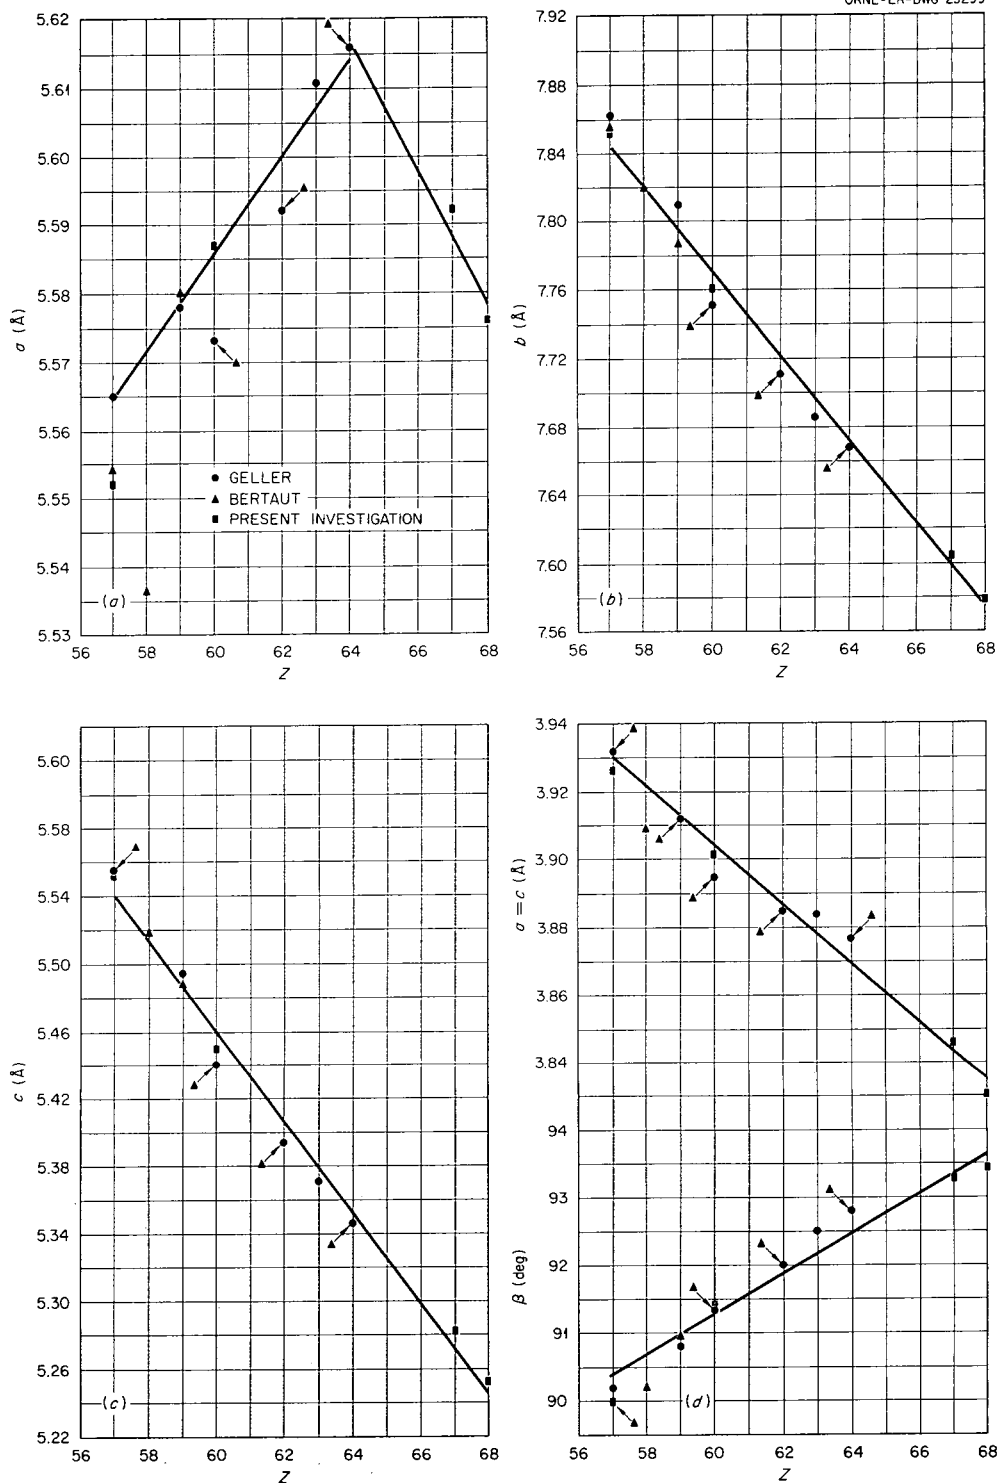 ORNL-LR-DWG 25299
5.62
5.61
5.60
5.59
5.58
5.57
5.56
5.55
5.54
5.53
a (Å)
● GELLER
▲ BERTAUT
■ PRESENT INVESTIGATION
(a)
56 58 60 62 64 66 68
Z
7.92
7.88
7.84
7.80
7.76
7.72
7.68
7.64
7.60
7.56
b (Å)
(b)
56 58 60 62 64 66 68
Z
5.60
5.58
5.54
5.50
5.46
5.42
5.38
5.34
5.30
5.26
5.22
c (Å)
(c)
56 58 60 62 64 66 68
Z
3.94
3.92
3.90
3.88
3.86
3.84
a = c (Å)
94
93
92
91
90
β (deg)
(d)
56 58 60 62 64 66 68
Z